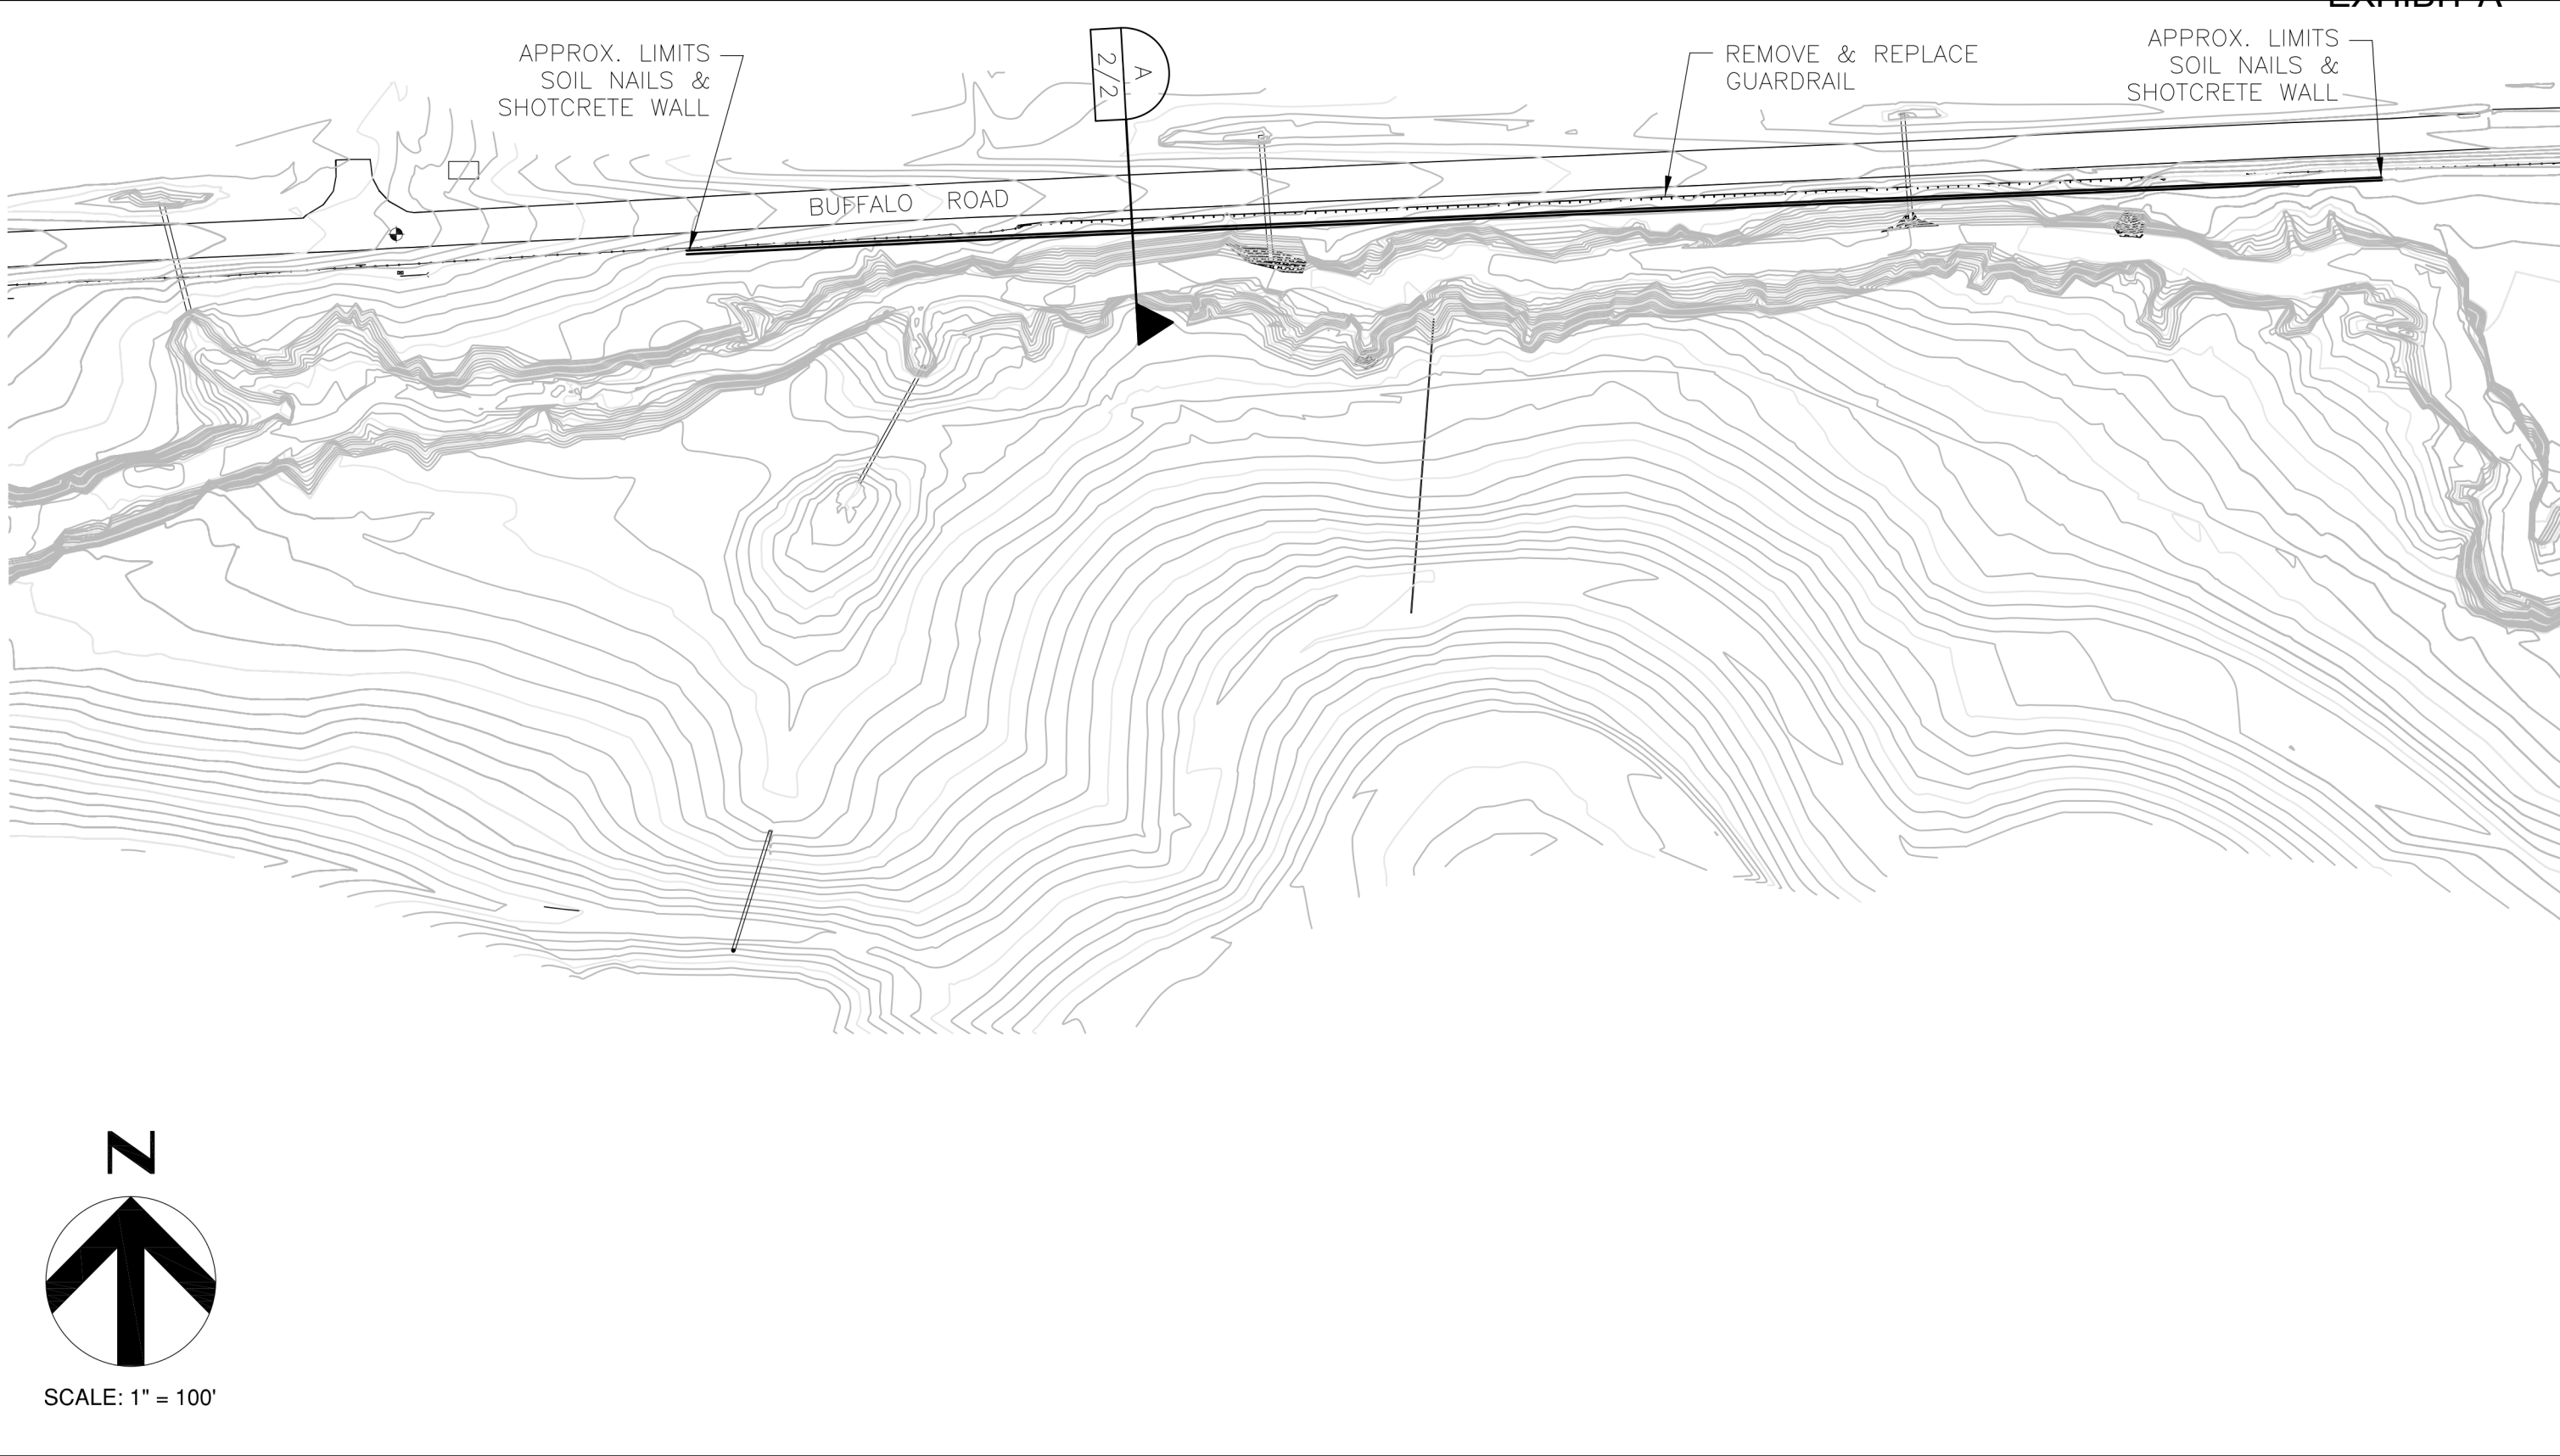 EXHIBIT A
APPROX. LIMITS
SOIL NAILS &
SHOTCRETE WALL
A
2/2
REMOVE & REPLACE
GUARDRAIL
APPROX. LIMITS
SOIL NAILS &
SHOTCRETE WALL
BUFFALO ROAD
N
SCALE: 1" = 100'